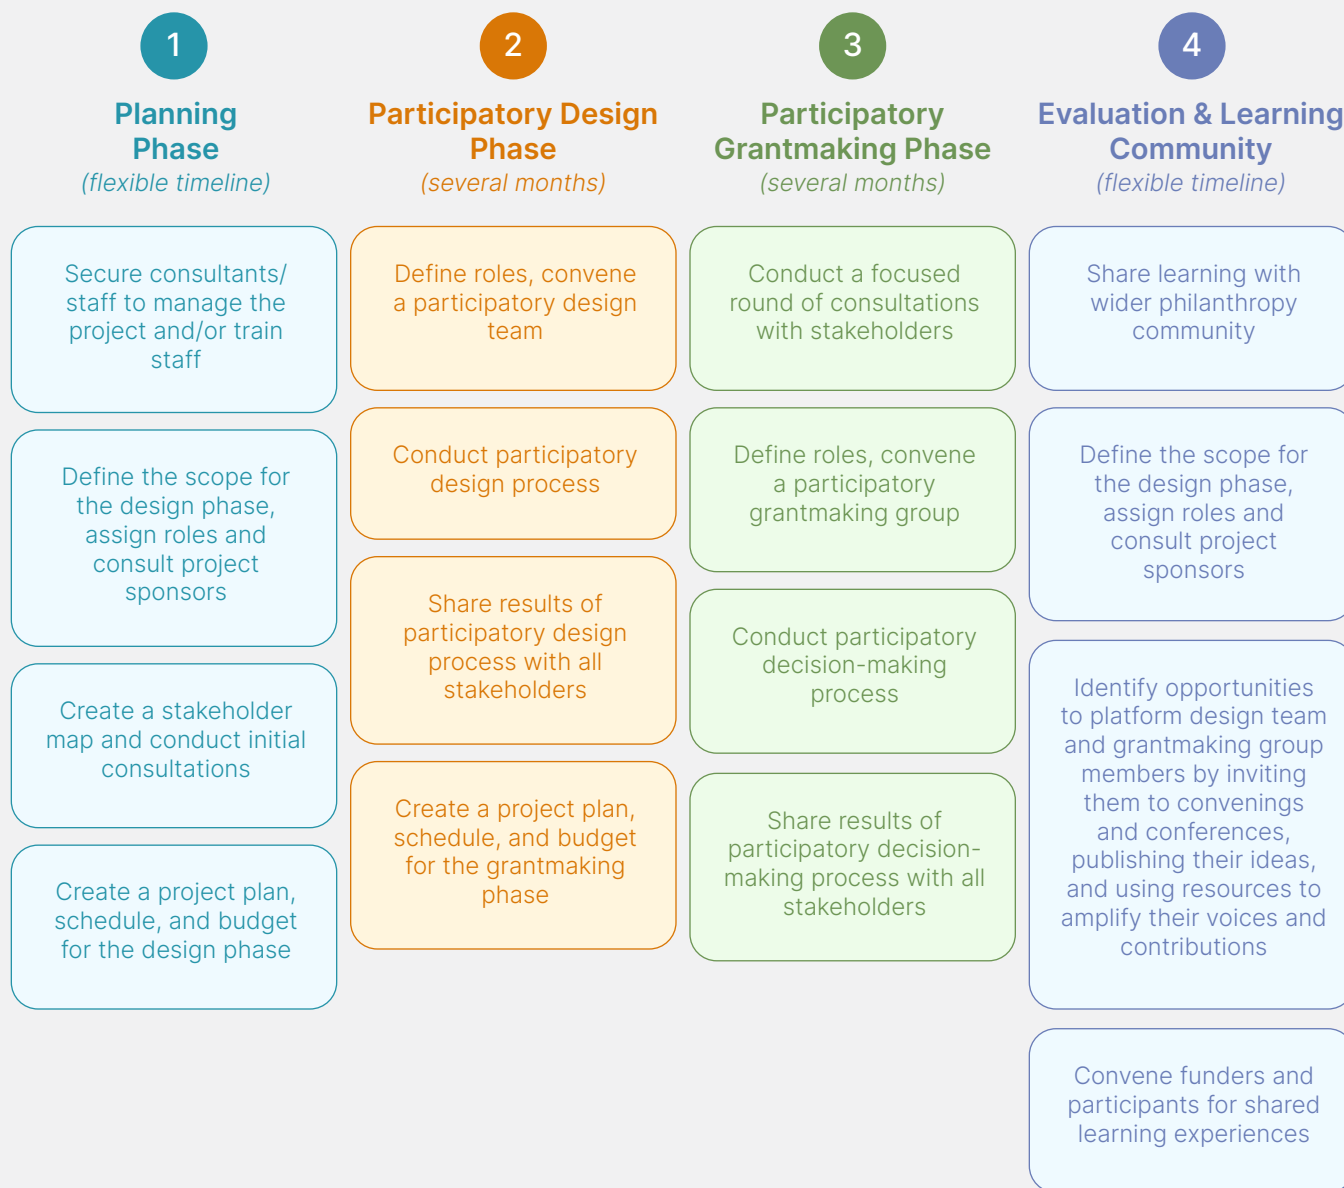 1
Planning
Phase
(flexible timeline)
Secure consultants/
staff to manage the
project and/or train
staff
Define the scope for
the design phase,
assign roles and
consult project
sponsors
Create a stakeholder
map and conduct initial
consultations
Create a project plan,
schedule, and budget
for the design phase
2
Participatory Design
Phase
(several months)
Define roles, convene
a participatory design
team
Conduct participatory
design process
Share results of
participatory design
process with all
stakeholders
Create a project plan,
schedule, and budget
for the grantmaking
phase
3
Participatory
Grantmaking Phase
(several months)
Conduct a focused
round of consultations
with stakeholders
Define roles, convene
a participatory
grantmaking group
Conduct participatory
decision-making
process
Share results of
participatory decision-
making process with all
stakeholders
4
Evaluation & Learning
Community
(flexible timeline)
Share learning with
wider philanthropy
community
Define the scope for
the design phase,
assign roles and
consult project
sponsors
Identify opportunities
to platform design team
and grantmaking group
members by inviting
them to convenings
and conferences,
publishing their ideas,
and using resources to
amplify their voices and
contributions
Convene funders and
participants for shared
learning experiences